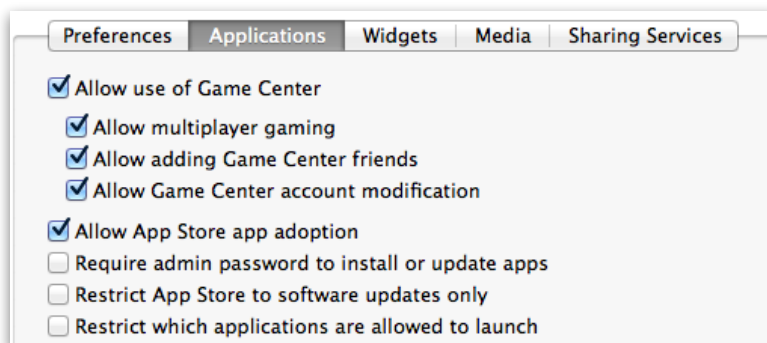 Preferences Applications Widgets Media Sharing Services
Allow use of Game Center
Allow multiplayer gaming
Allow adding Game Center friends
Allow Game Center account modification
Allow App Store app adoption
Require admin password to install or update apps
Restrict App Store to software updates only
Restrict which applications are allowed to launch